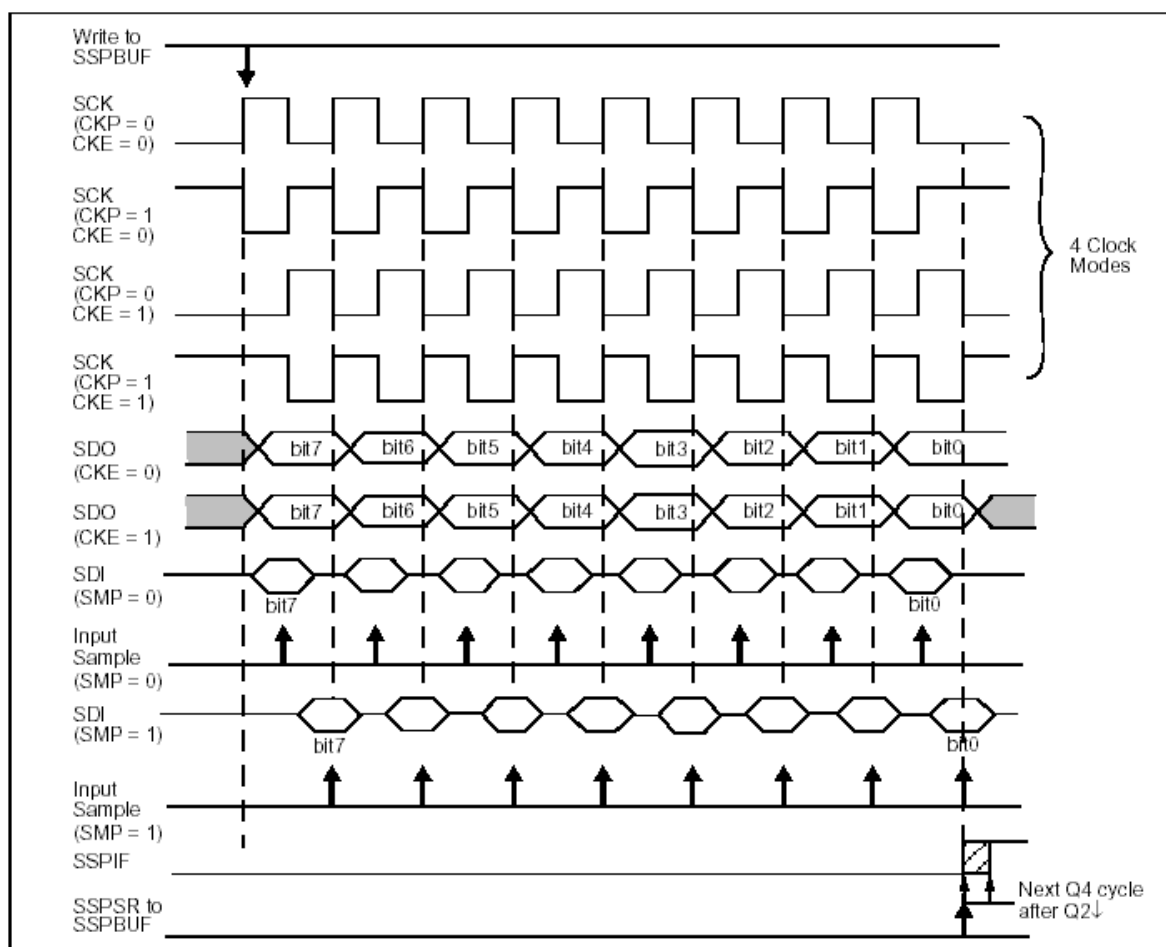 Write to
SSPBUF
SCK
(CKP = 0
CKE = 0)
SCK
(CKP = 1
CKE = 0)
SCK
(CKP = 0
CKE = 1)
SCK
(CKP = 1
CKE = 1)
4 Clock
Modes
SDO
(CKE = 0)
bit7 bit6 bit5 bit4 bit3 bit2 bit1 bit0
SDO
(CKE = 1)
bit7 bit6 bit5 bit4 bit3 bit2 bit1 bit0
SDI
(SMP = 0)
bit7 bit0
Input
Sample
(SMP = 0)
SDI
(SMP = 1)
bit7 bit0
Input
Sample
(SMP = 1)
SSPIF
Next Q4 cycle
after Q2↓
SSPSR to
SSPBUF